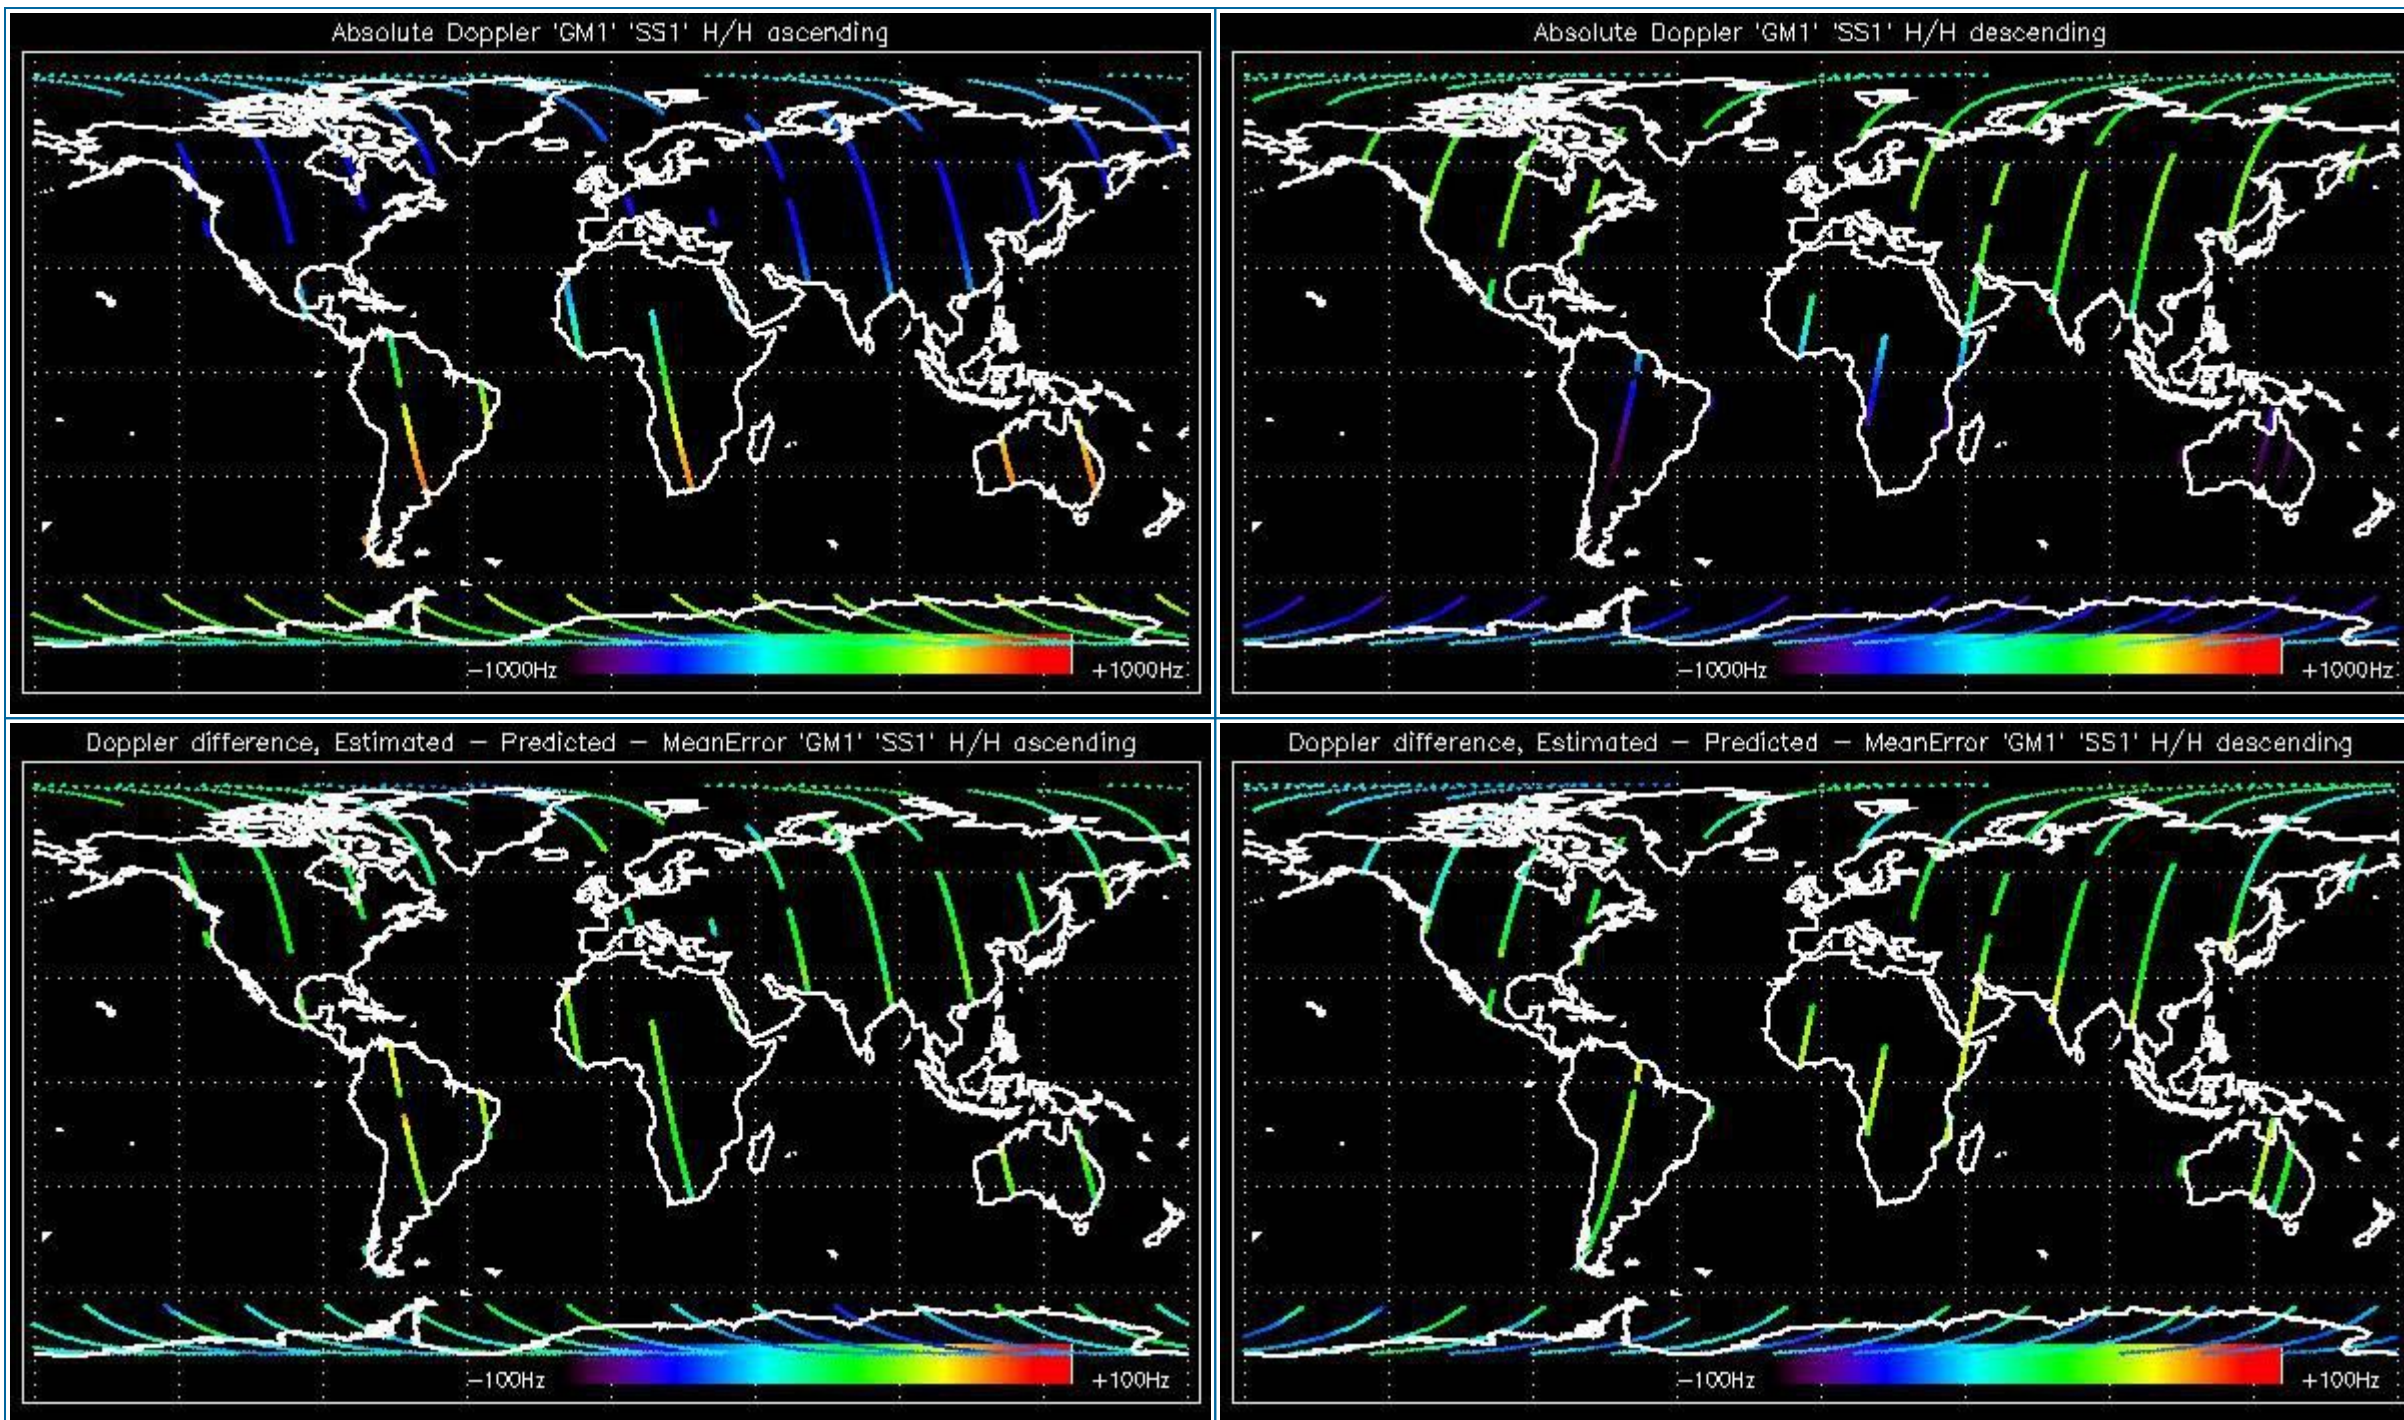 Absolute Doppler 'GM1' 'SS1' H/H ascending
-1000Hz
+1000Hz
Absolute Doppler 'GM1' 'SS1' H/H descending
-1000Hz
+1000Hz
Doppler difference, Estimated - Predicted - MeanError 'GM1' 'SS1' H/H ascending
-100Hz
+100Hz
Doppler difference, Estimated - Predicted - MeanError 'GM1' 'SS1' H/H descending
-100Hz
+100Hz